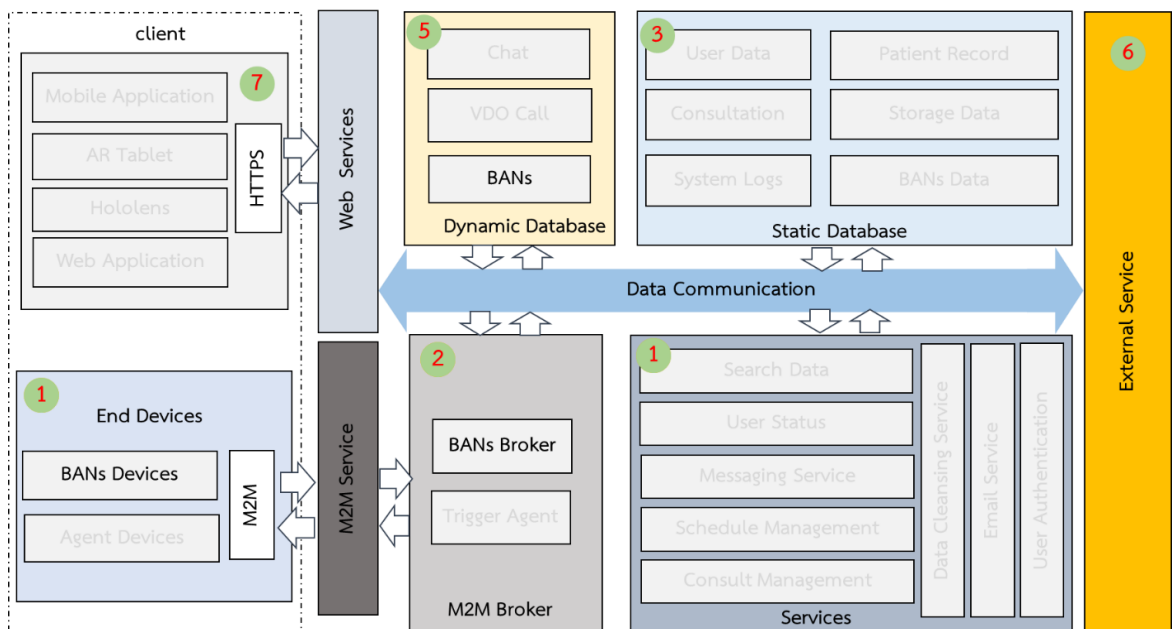 client
7
Mobile Application
AR Tablet
Hololens
Web Application
HTTPS
Web Services
5
Chat
VDO Call
BANs
Dynamic Database
3
User Data
Patient Record
Consultation
Storage Data
System Logs
BANs Data
Static Database
6
External Service
Data Communication
1
End Devices
BANs Devices
Agent Devices
M2M
M2M Service
2
BANs Broker
Trigger Agent
M2M Broker
1
Search Data
User Status
Messaging Service
Schedule Management
Consult Management
Data Cleansing Service
Email Service
User Authentication
Services